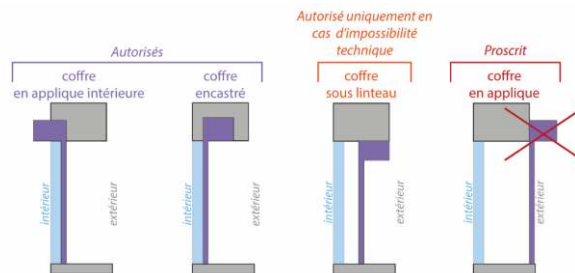 Autorisés
Autorisé uniquement en
cas d'impossibilité
technique
Proscrit
coffre
en applique intérieure
coffre
encastré
coffre
sous linteau
coffre
en applique
intérieur
extérieur
intérieur
extérieur
intérieur
extérieur
intérieur
extérieur